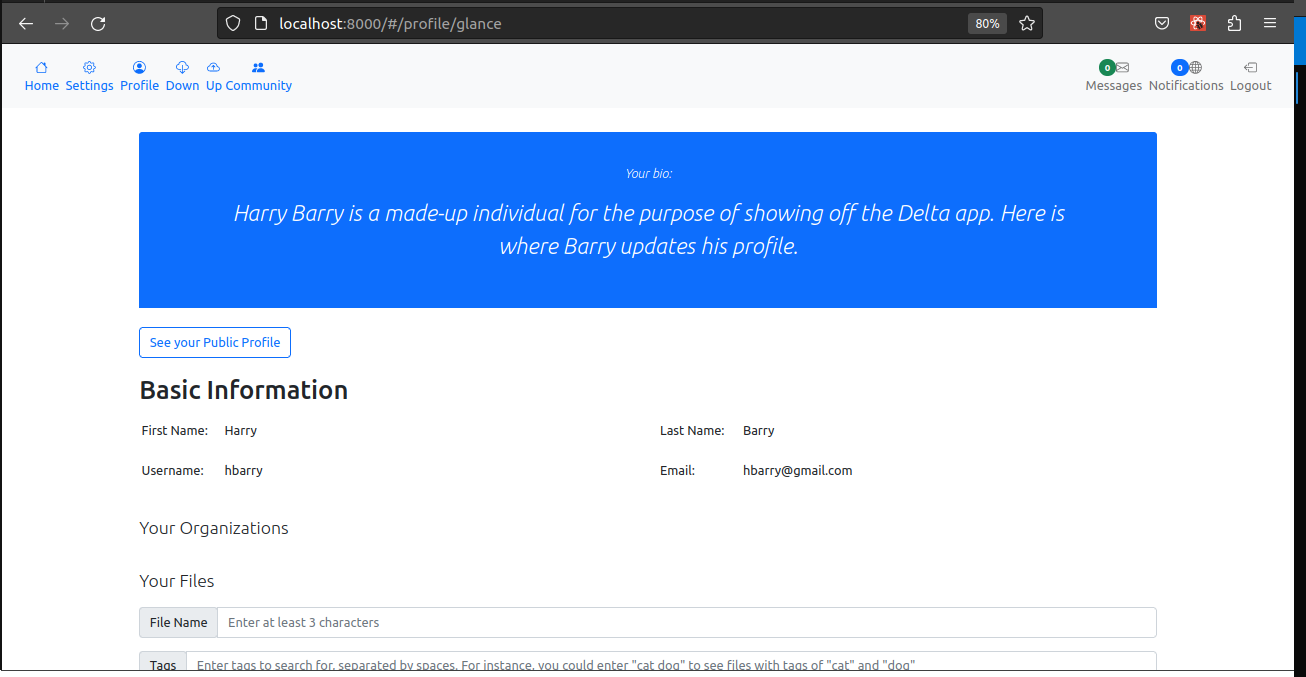 localhost:8000/#/profile/glance 80%
0 0
Home Settings Profile Down Up Community Messages Notifications Logout
Your bio:
Harry Barry is a made-up individual for the purpose of showing off the Delta app. Here is
where Barry updates his profile.
See your Public Profile
Basic Information
First Name: Harry Last Name: Barry
Username: hbarry Email: hbarry@gmail.com
Your Organizations
Your Files
File Name Enter at least 3 characters
Tags Enter tags to search for, separated by spaces. For instance, you could enter "cat dog" to see files with tags of "cat" and "dog"